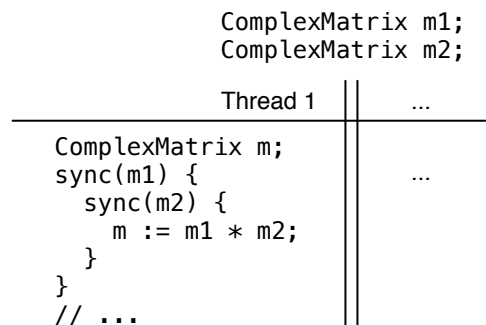 ComplexMatrix m1;
ComplexMatrix m2;
Thread 1 ...
ComplexMatrix m;
sync(m1) { ...
sync(m2) {
m := m1 * m2;
}
}
// ...